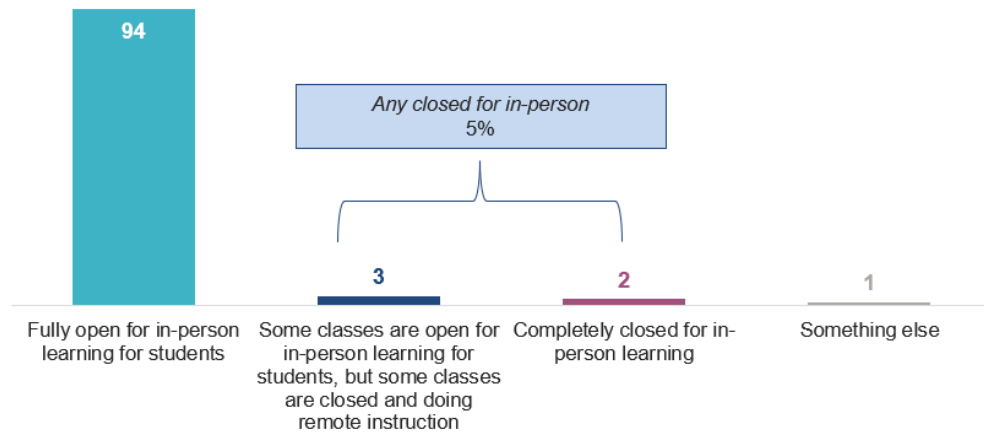 94
Any closed for in-person
5%
3
2
1
Fully open for in-person
learning for students
Some classes are open for
in-person learning for
students, but some classes
are closed and doing
remote instruction
Completely closed for in-
person learning
Something else